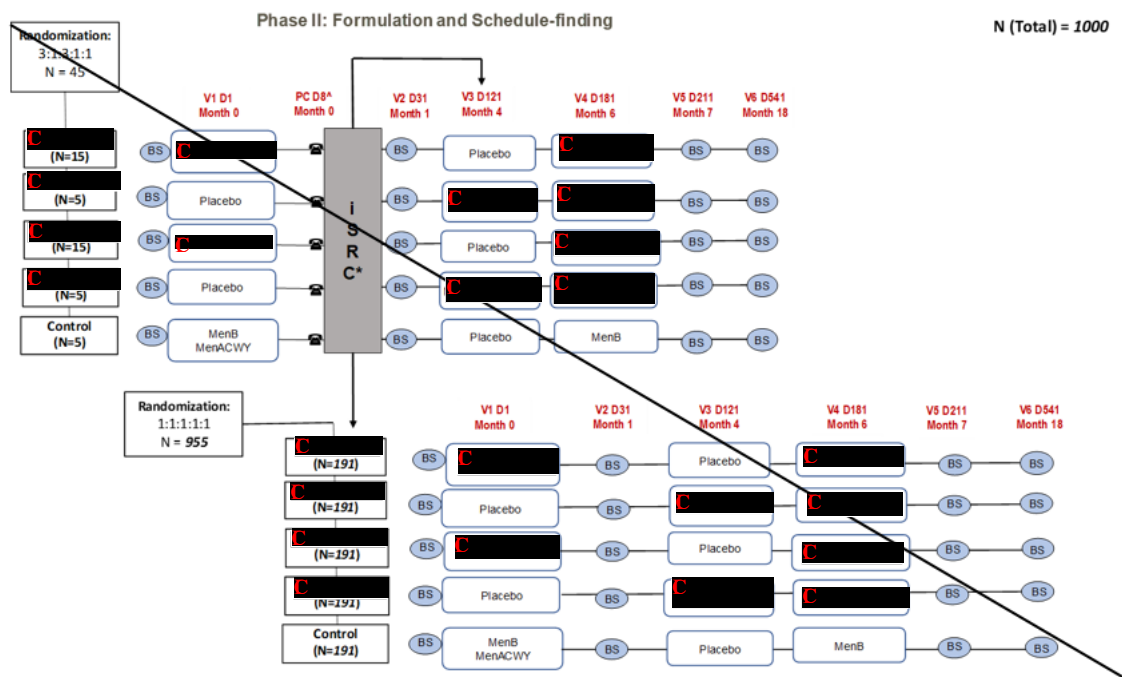 Phase II: Formulation and Schedule-finding
N (Total) = 1000
Randomization:
3:1:3:1:1
N = 45
V1 D1
Month 0
PC D8^
Month 0
V2 D31
Month 1
V3 D121
Month 4
V4 D181
Month 6
V5 D211
Month 7
V6 D541
Month 18
C
(N=15)
BS
C
BS
Placebo
C
BS
BS
C
(N=5)
BS
Placebo
BS
C
C
BS
BS
C
(N=15)
BS
C
BS
Placebo
C
BS
BS
C
(N=5)
BS
Placebo
BS
C
C
BS
BS
Control
(N=5)
BS
MenB
MenACWY
BS
Placebo
MenB
BS
BS
i
S
R
C*
Randomization:
1:1:1:1:1
N = 955
V1 D1
Month 0
V2 D31
Month 1
V3 D121
Month 4
V4 D181
Month 6
V5 D211
Month 7
V6 D541
Month 18
C
(N=191)
BS
C
BS
Placebo
C
BS
BS
C
(N=191)
BS
Placebo
BS
C
C
BS
BS
C
(N=191)
BS
C
BS
Placebo
C
BS
BS
C
(N=191)
BS
Placebo
BS
C
C
BS
BS
Control
(N=191)
BS
MenB
MenACWY
BS
Placebo
MenB
BS
BS